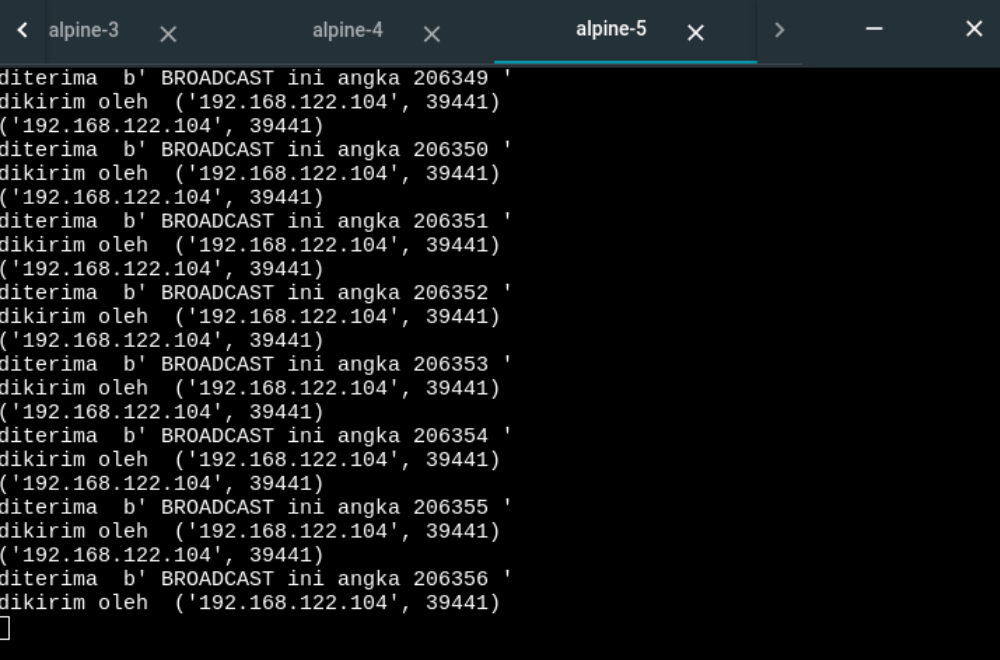 alpine-3 alpine-4 alpine-5
diterima  b' BROADCAST ini angka 206349 '
dikirim oleh  ('192.168.122.104', 39441)
('192.168.122.104', 39441)
diterima  b' BROADCAST ini angka 206350 '
dikirim oleh  ('192.168.122.104', 39441)
('192.168.122.104', 39441)
diterima  b' BROADCAST ini angka 206351 '
dikirim oleh  ('192.168.122.104', 39441)
('192.168.122.104', 39441)
diterima  b' BROADCAST ini angka 206352 '
dikirim oleh  ('192.168.122.104', 39441)
('192.168.122.104', 39441)
diterima  b' BROADCAST ini angka 206353 '
dikirim oleh  ('192.168.122.104', 39441)
('192.168.122.104', 39441)
diterima  b' BROADCAST ini angka 206354 '
dikirim oleh  ('192.168.122.104', 39441)
('192.168.122.104', 39441)
diterima  b' BROADCAST ini angka 206355 '
dikirim oleh  ('192.168.122.104', 39441)
('192.168.122.104', 39441)
diterima  b' BROADCAST ini angka 206356 '
dikirim oleh  ('192.168.122.104', 39441)